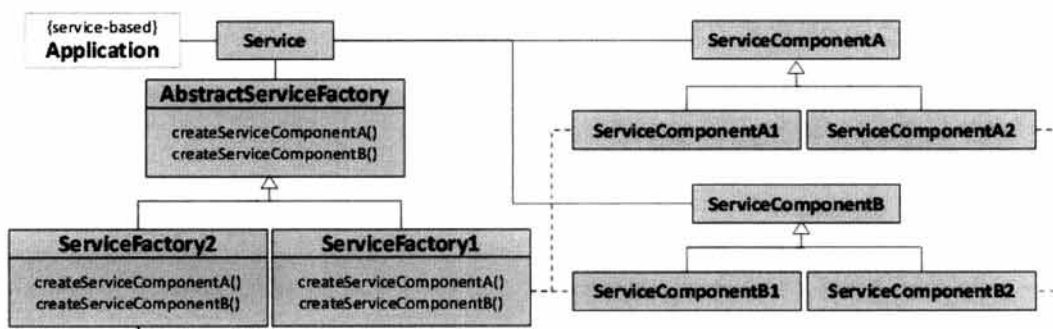 {service-based}
Application
Service
ServiceComponentA
AbstractServiceFactory
createServiceComponentA()
createServiceComponentB()
ServiceComponentA1
ServiceComponentA2
ServiceComponentB
ServiceFactory2
createServiceComponentA()
createServiceComponentB()
ServiceFactory1
createServiceComponentA()
createServiceComponentB()
ServiceComponentB1
ServiceComponentB2